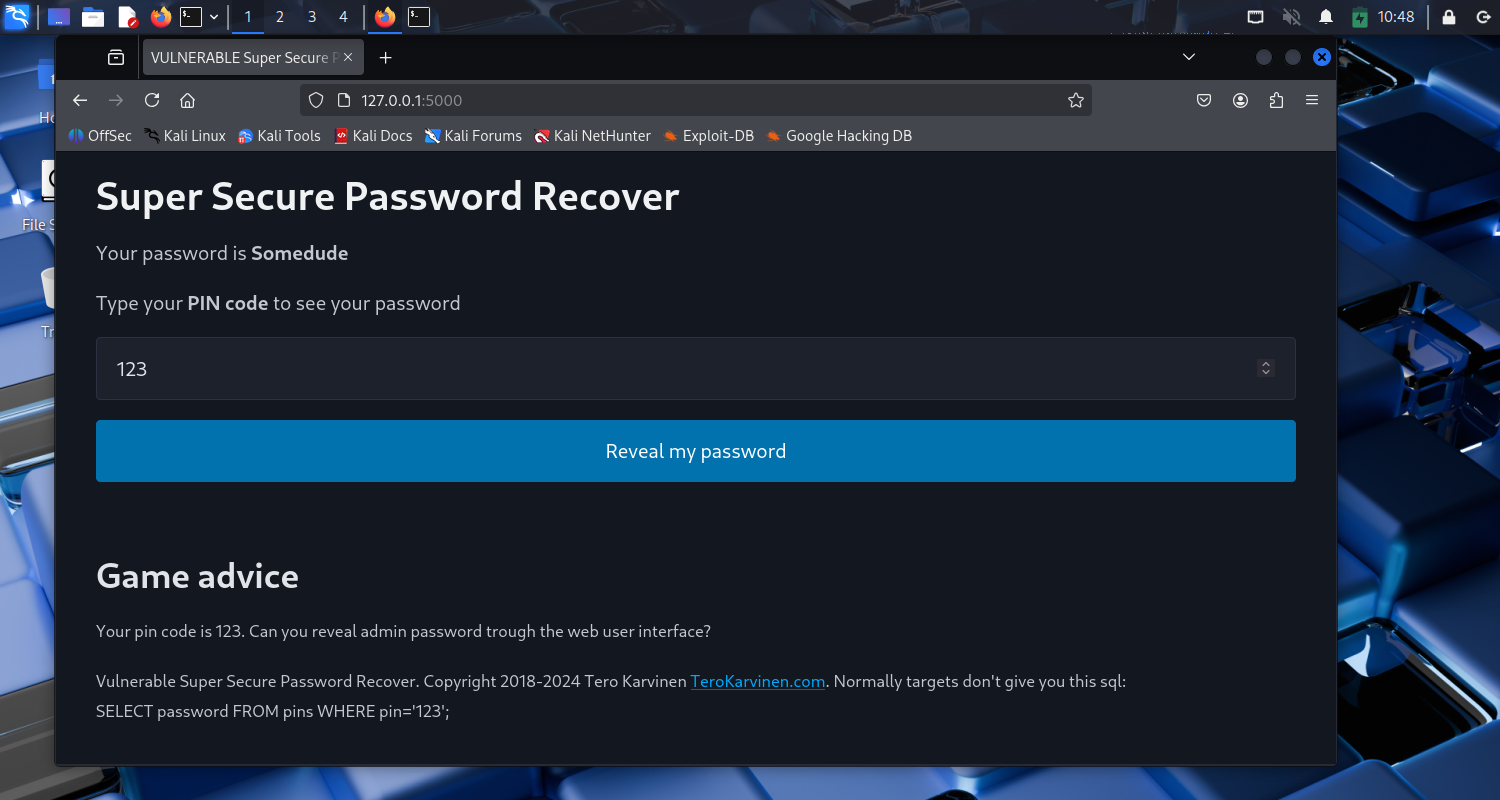 1 2 3 4
10:48
VULNERABLE Super Secure P
127.0.0.1:5000
OffSec Kali Linux Kali Tools Kali Docs Kali Forums Kali NetHunter Exploit-DB Google Hacking DB
Super Secure Password Recover
Your password is Somedude
Type your PIN code to see your password
123
Reveal my password
Game advice
Your pin code is 123. Can you reveal admin password trough the web user interface?
Vulnerable Super Secure Password Recover. Copyright 2018-2024 Tero Karvinen TeroKarvinen.com. Normally targets don't give you this sql:
SELECT password FROM pins WHERE pin='123';
Ho
File S
Tr